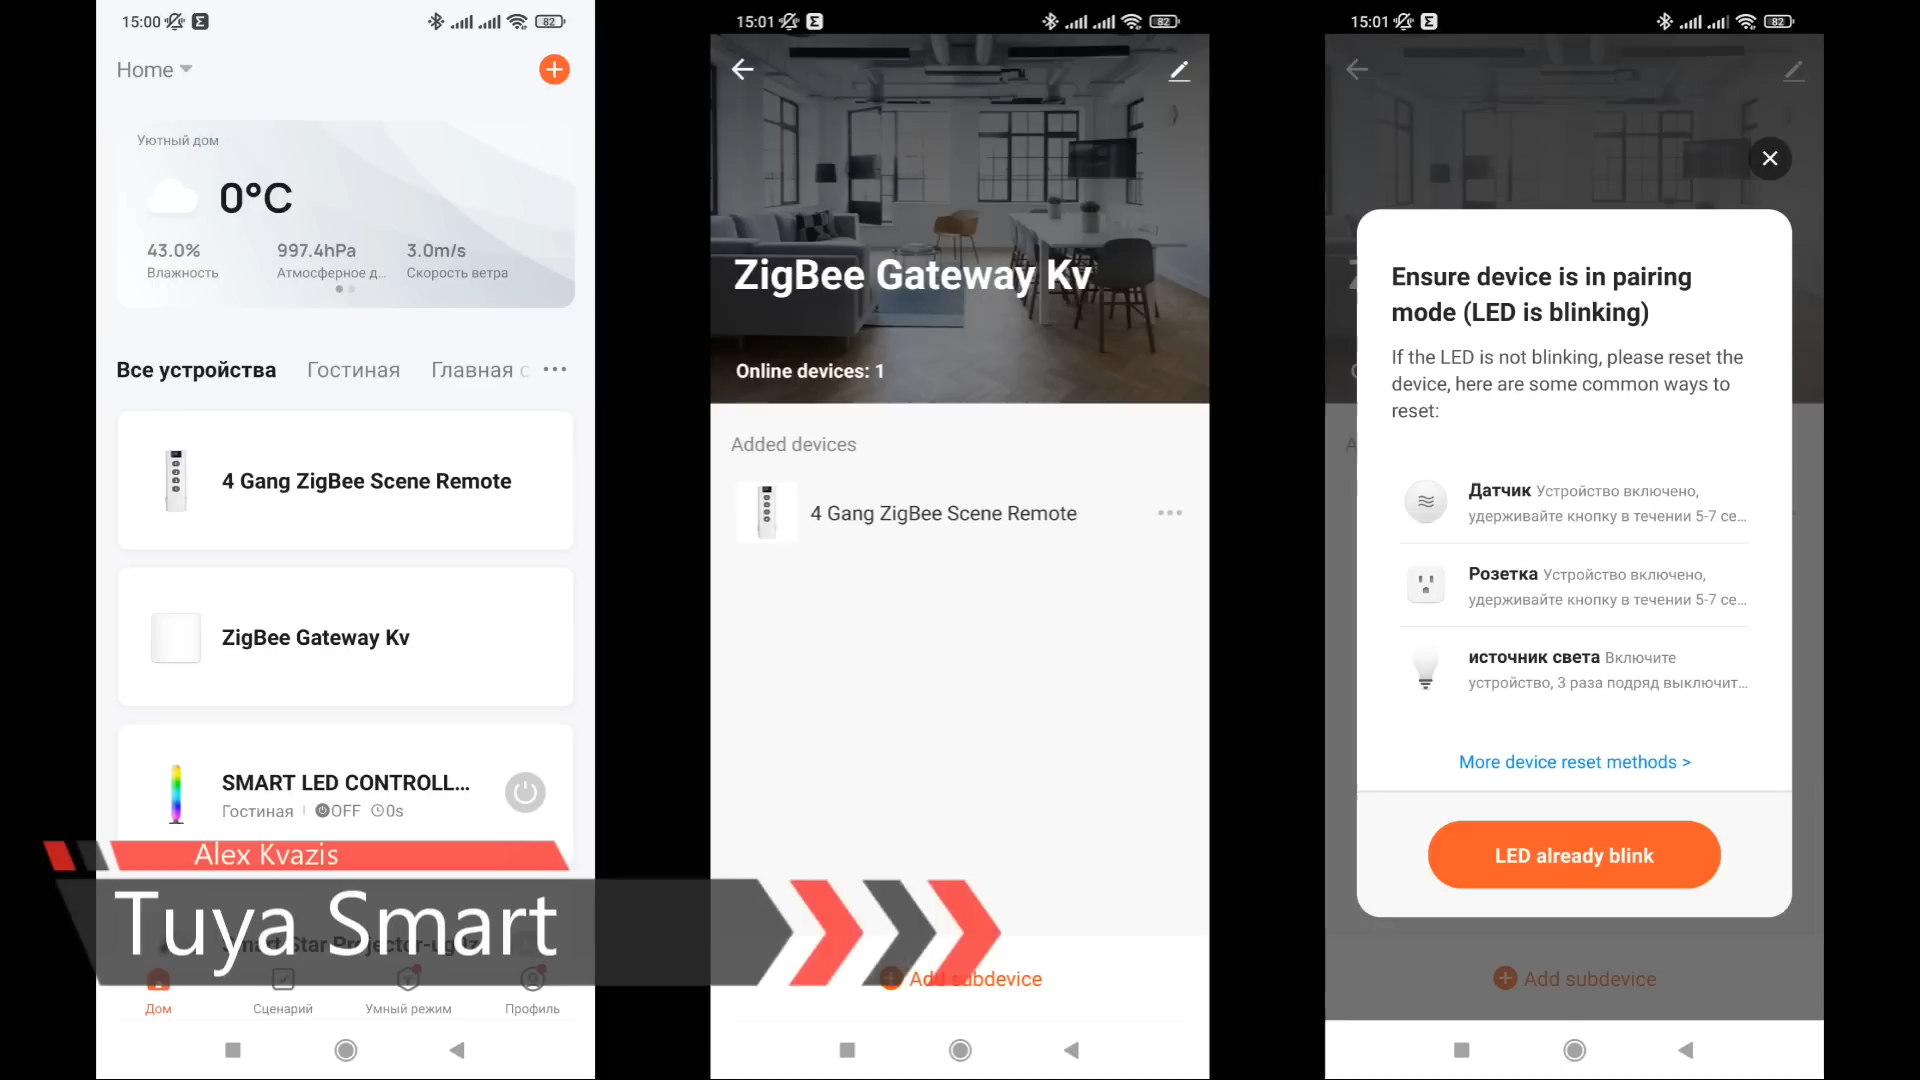 15:00
82
Home
Уютный дом
0°C
43.0%
997.4hPa
3.0m/s
Влажность
Атмосферное д...
Скорость ветра
Все устройства
Гостиная
Главная с
4 Gang ZigBee Scene Remote
ZigBee Gateway Kv
SMART LED CONTROLL...
Гостиная
OFF
0s
Alex Kvazis
Tuya Smart
Дом
Сценарий
Умный режим
Профиль
15:01
82
ZigBee Gateway Kv
Online devices: 1
Added devices
4 Gang ZigBee Scene Remote
Add subdevice
15:01
82
Ensure device is in pairing
mode (LED is blinking)
If the LED is not blinking, please reset the
device, here are some common ways to
reset:
Датчик Устройство включено,
удерживайте кнопку в течении 5-7 се...
Розетка Устройство включено,
удерживайте кнопку в течении 5-7 се...
источник света Включите
устройство, 3 раза подряд выключит...
More device reset methods >
LED already blink
Add subdevice